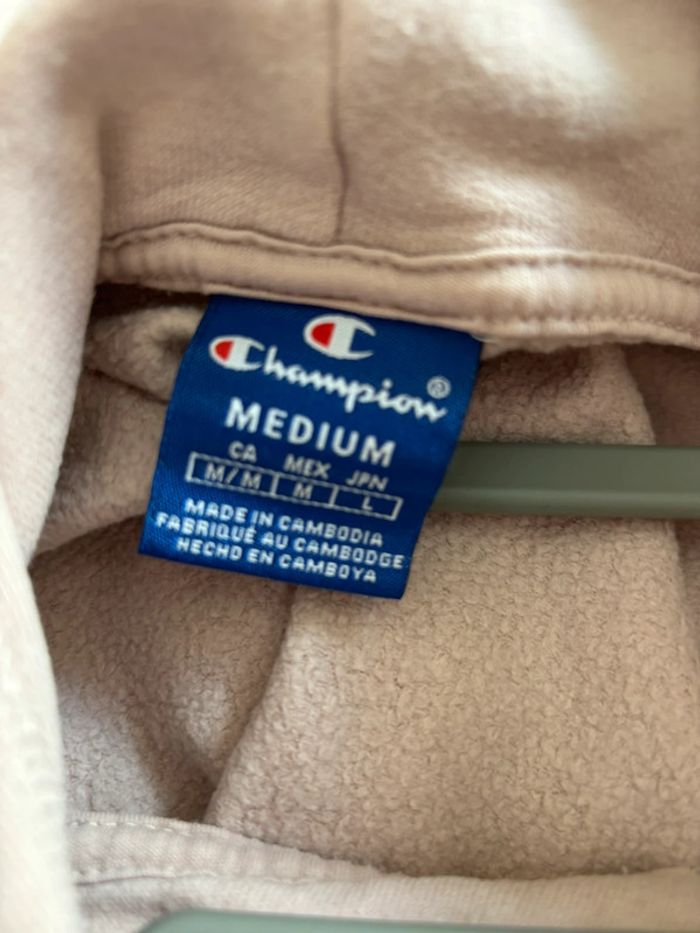 Champion®
MEDIUM
CA MEX JPN
M/M M L
MADE IN CAMBODIA
FABRIQUÉ AU CAMBODGE
HECHO EN CAMBOYA